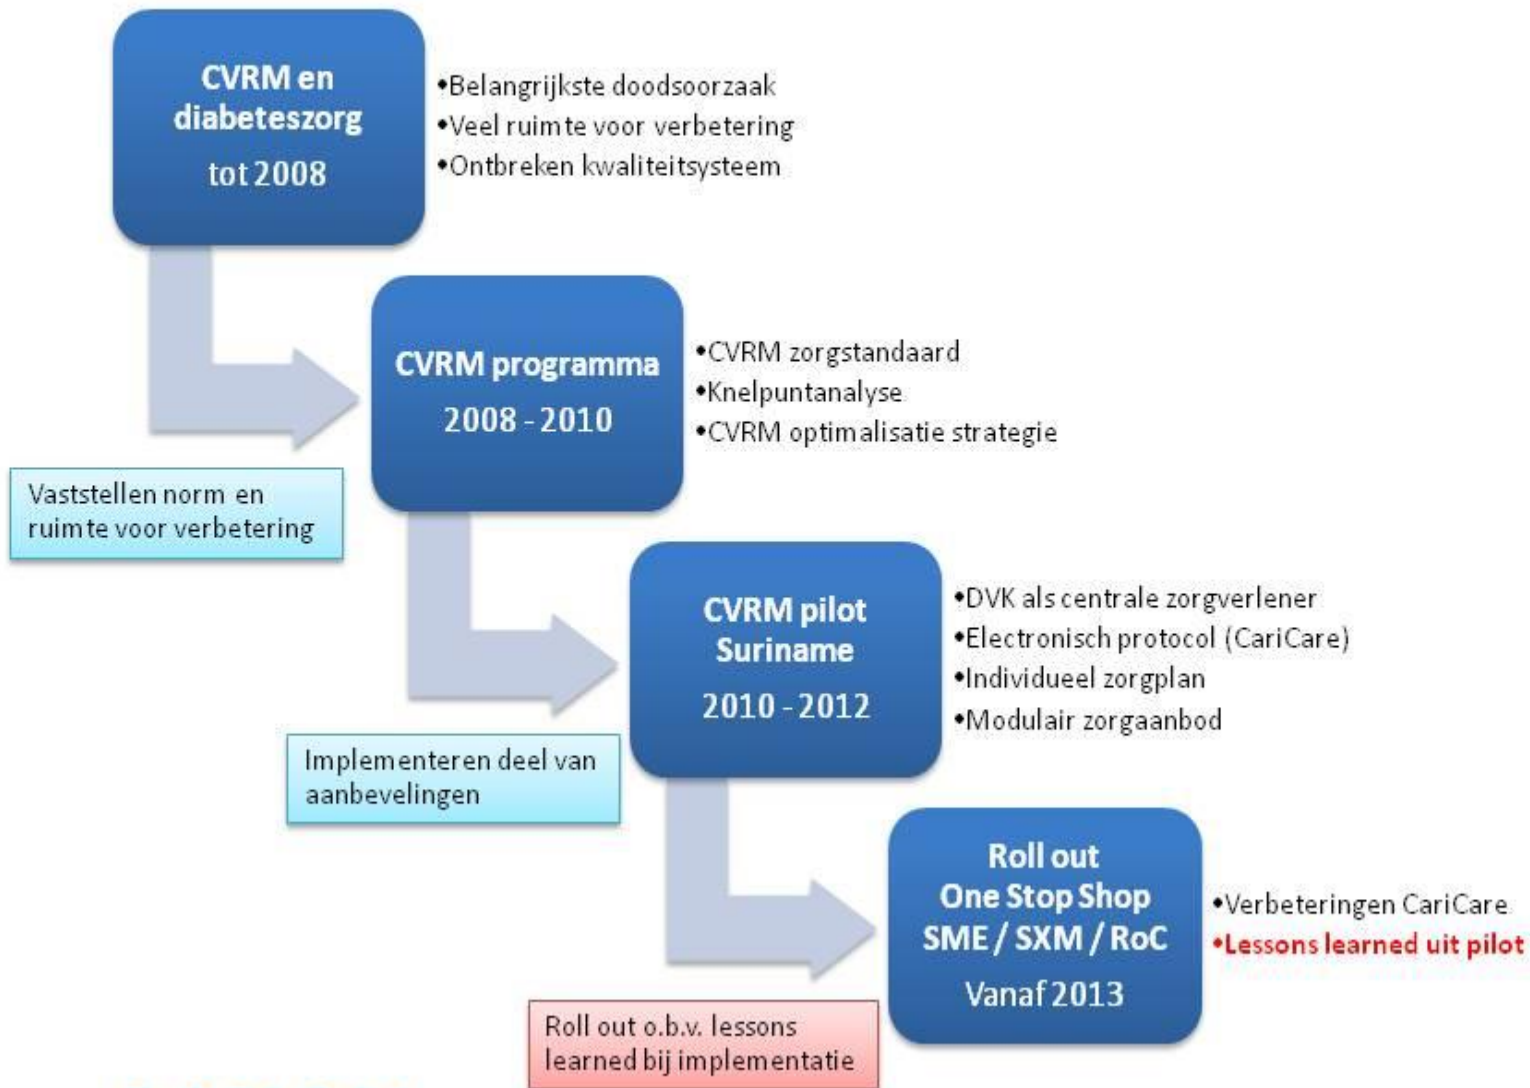 CVRM en
diabeteszorg
tot 2008
•Belangrijkste doodsoorzaak
•Veel ruimte voor verbetering
•Ontbreken kwaliteitsysteem
Vaststellen norm en
ruimte voor verbetering
CVRM programma
2008 - 2010
•CVRM zorgstandaard
•Knelpuntanalyse
•CVRM optimalisatie strategie
Implementeren deel van
aanbevelingen
CVRM pilot
Suriname
2010 - 2012
•DVK als centrale zorgverlener
•Electronisch protocol (CariCare)
•Individueel zorgplan
•Modulair zorgaanbod
Roll out o.b.v. lessons
learned bij implementatie
Roll out
One Stop Shop
SME / SXM / RoC
Vanaf 2013
•Verbeteringen CariCare
•Lessons learned uit pilot